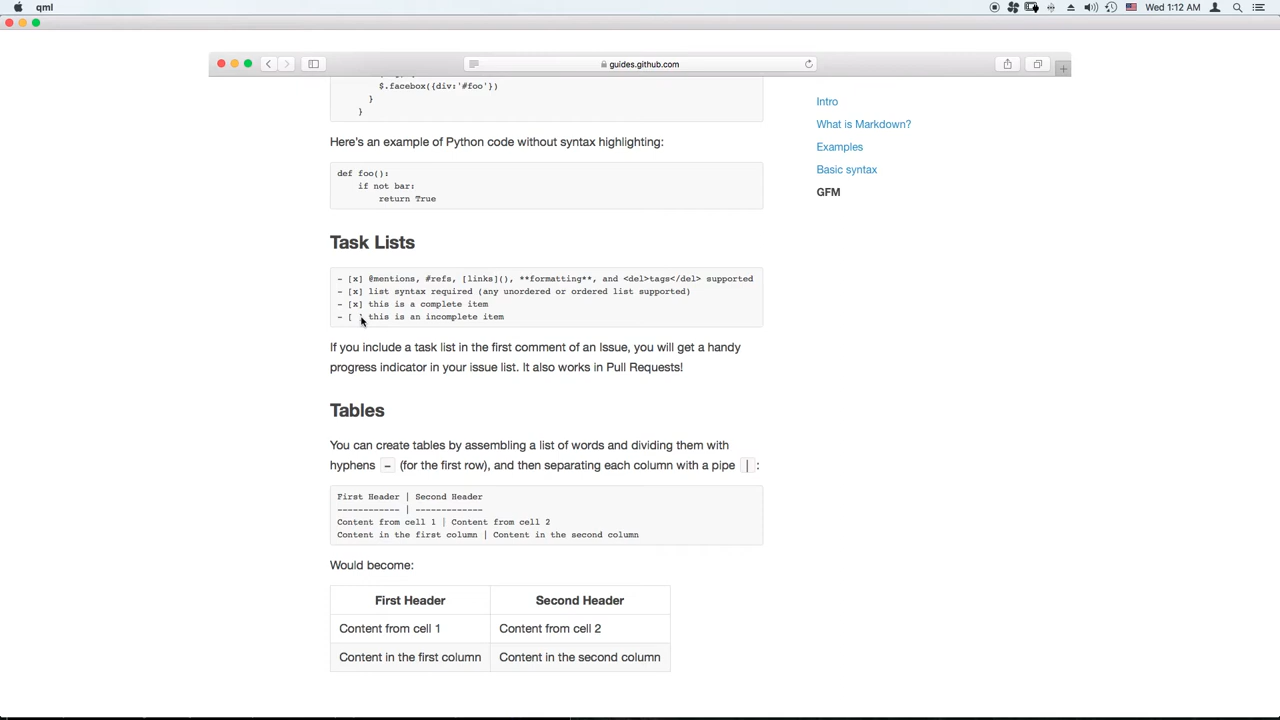 qml
Wed 1:12 AM
guides.github.com
$.facebox({div:'#foo'})
}
}
Here's an example of Python code without syntax highlighting:
def foo():
    if not bar:
        return True
Task Lists
- [x] @mentions, #refs, [links](), **formatting**, and <del>tags</del> supported
- [x] list syntax required (any unordered or ordered list supported)
- [x] this is a complete item
- [ ] this is an incomplete item
If you include a task list in the first comment of an Issue, you will get a handy
progress indicator in your issue list. It also works in Pull Requests!
Tables
You can create tables by assembling a list of words and dividing them with
hyphens - (for the first row), and then separating each column with a pipe | :
First Header | Second Header
------------ | -------------
Content from cell 1 | Content from cell 2
Content in the first column | Content in the second column
Would become:
First Header Second Header
Content from cell 1 Content from cell 2
Content in the first column Content in the second column
Intro
What is Markdown?
Examples
Basic syntax
GFM